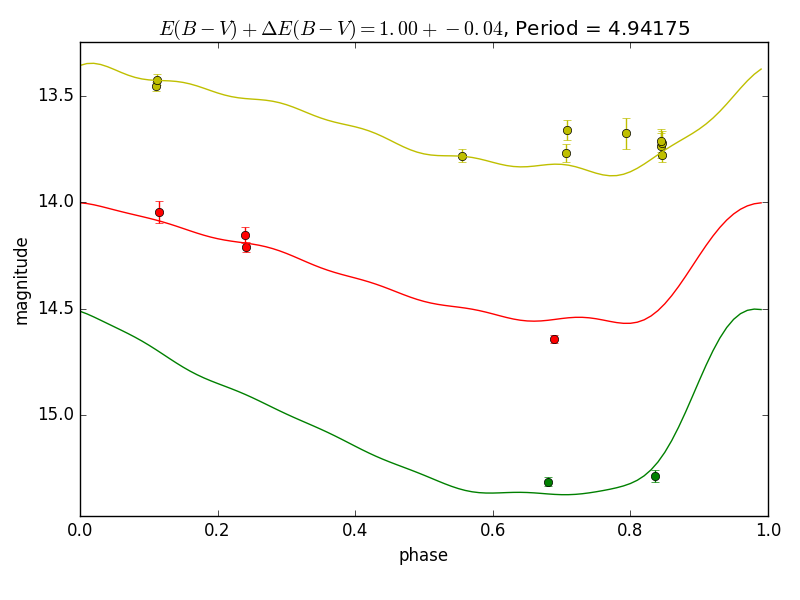 E(B − V) + ΔE(B − V) = 1.00 + −0.04, Period = 4.94175
13.5
14.0
14.5
15.0
magnitude
0.0 0.2 0.4 0.6 0.8 1.0
phase